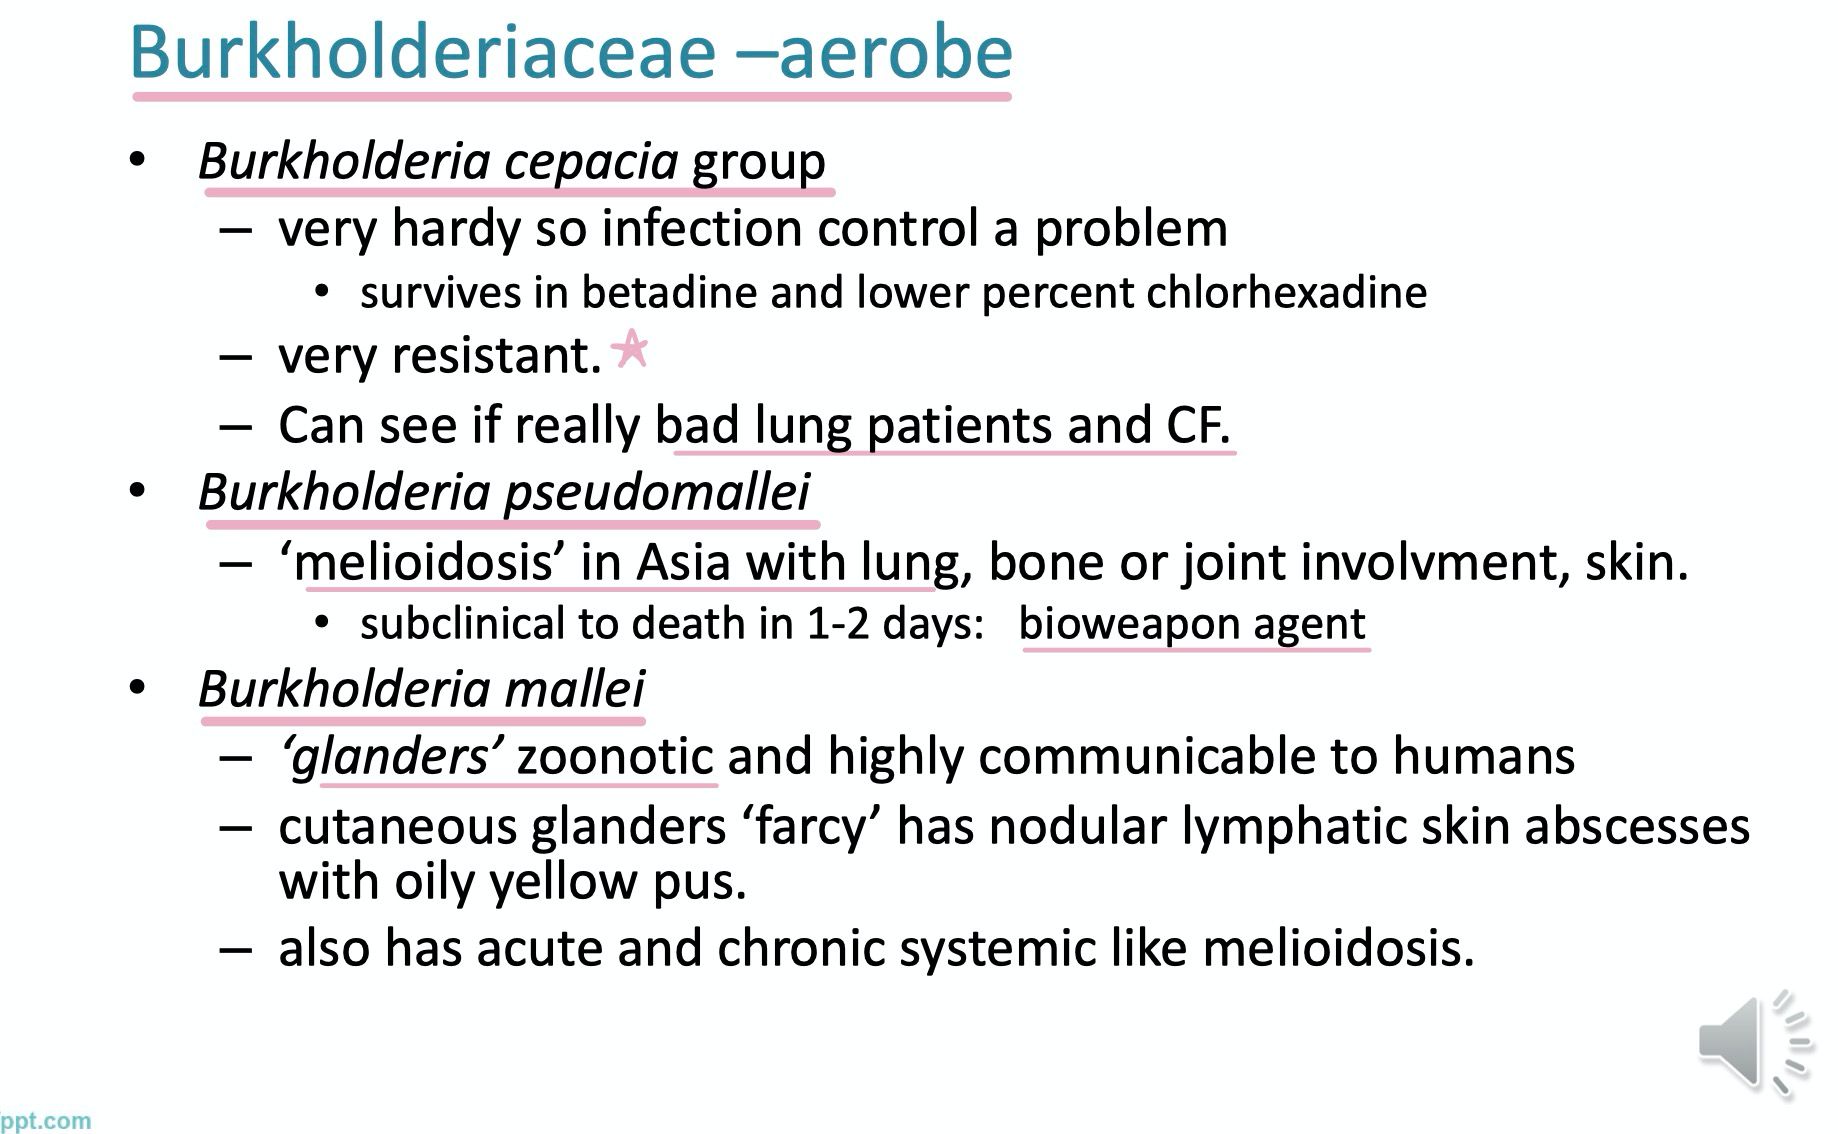 Burkholderiaceae –aerobe
• Burkholderia cepacia group
– very hardy so infection control a problem
• survives in betadine and lower percent chlorhexadine
– very resistant.
– Can see if really bad lung patients and CF.
• Burkholderia pseudomallei
– ‘melioidosis’ in Asia with lung, bone or joint involvment, skin.
• subclinical to death in 1-2 days: bioweapon agent
• Burkholderia mallei
– ‘glanders’ zoonotic and highly communicable to humans
– cutaneous glanders ‘farcy’ has nodular lymphatic skin abscesses
with oily yellow pus.
– also has acute and chronic systemic like melioidosis.
ppt.com